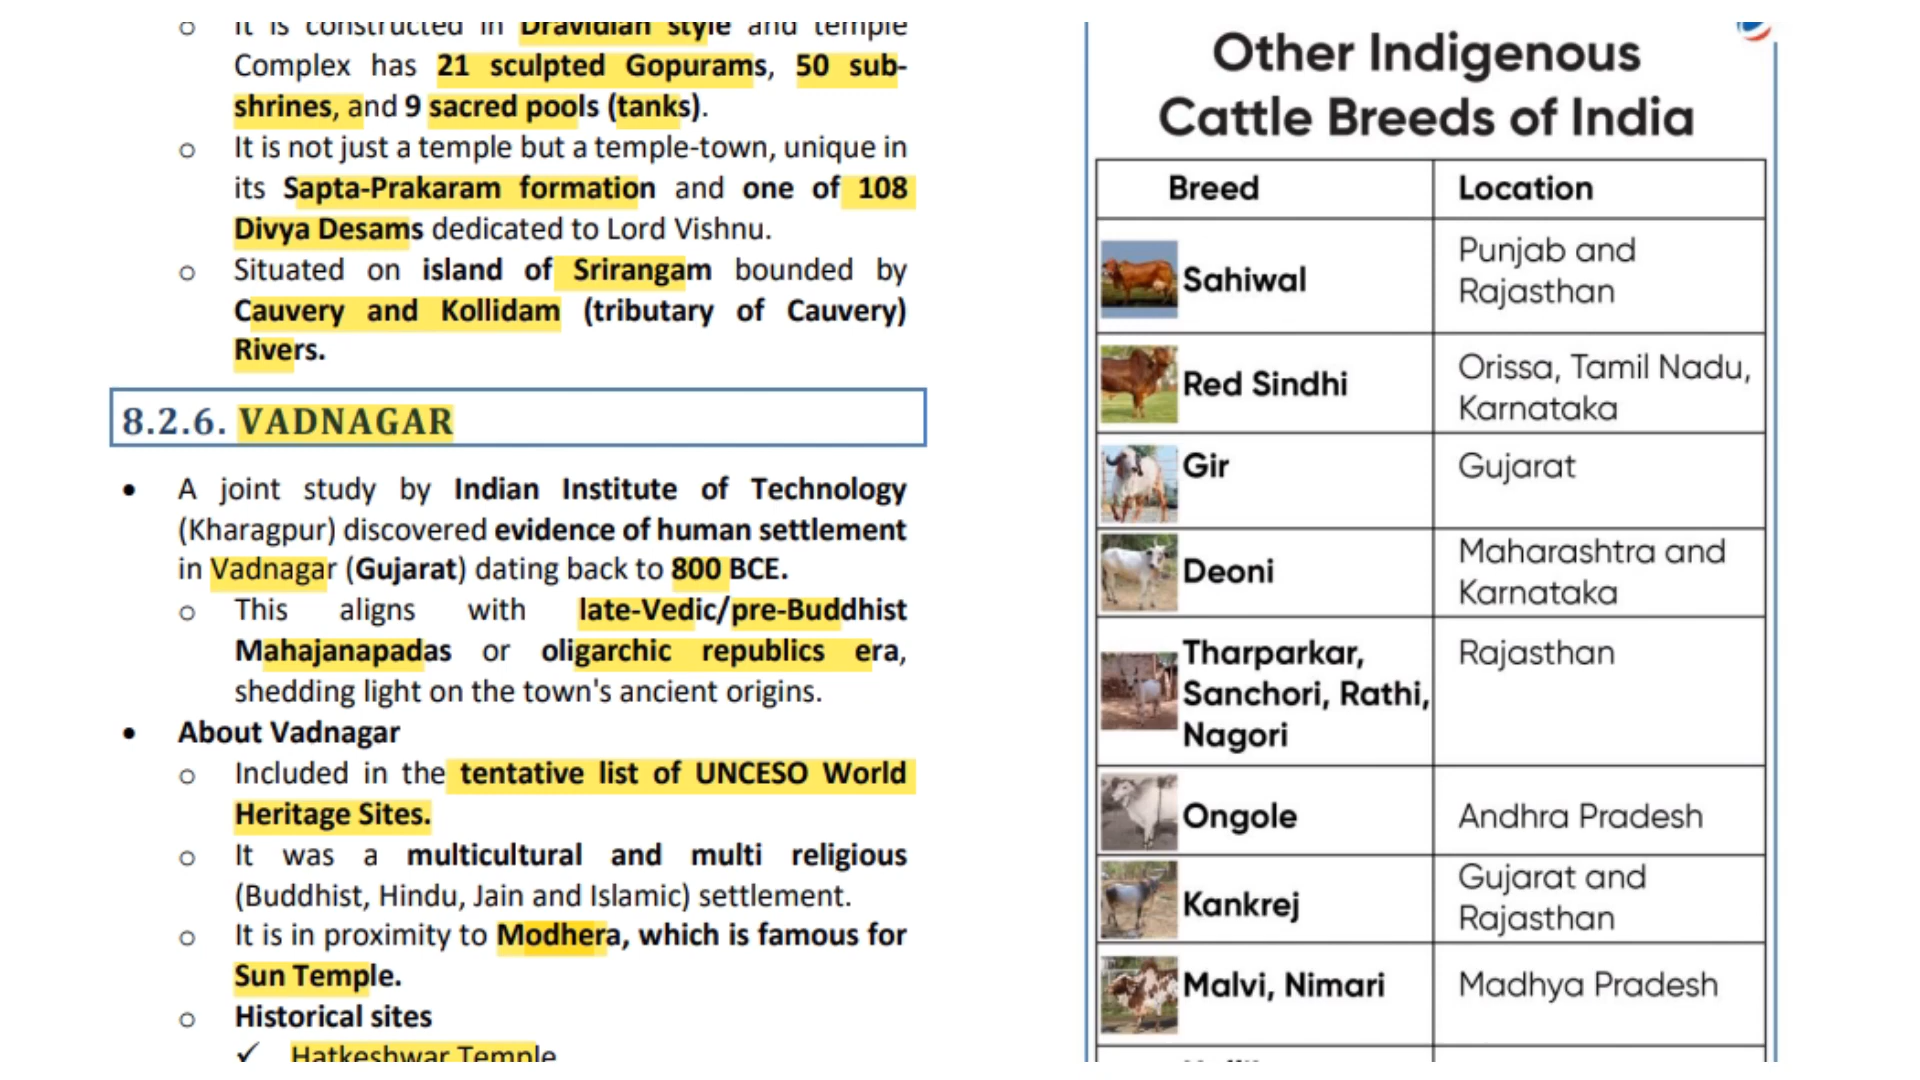 It is constructed in Dravidian style and temple
Complex has 21 sculpted Gopurams, 50 sub-
shrines, and 9 sacred pools (tanks).
o It is not just a temple but a temple-town, unique in
its Sapta-Prakaram formation and one of 108
Divya Desams dedicated to Lord Vishnu.
o Situated on island of Srirangam bounded by
Cauvery and Kollidam (tributary of Cauvery)
Rivers.
8.2.6. VADNAGAR
• A joint study by Indian Institute of Technology
(Kharagpur) discovered evidence of human settlement
in Vadnagar (Gujarat) dating back to 800 BCE.
o This aligns with late-Vedic/pre-Buddhist
Mahajanapadas or oligarchic republics era,
shedding light on the town's ancient origins.
• About Vadnagar
o Included in the tentative list of UNCESO World
Heritage Sites.
o It was a multicultural and multi religious
(Buddhist, Hindu, Jain and Islamic) settlement.
o It is in proximity to Modhera, which is famous for
Sun Temple.
o Historical sites
✓ Hatkeshwar Temple
Other Indigenous
Cattle Breeds of India
Breed Location
Sahiwal Punjab and
Rajasthan
Red Sindhi Orissa, Tamil Nadu,
Karnataka
Gir Gujarat
Deoni Maharashtra and
Karnataka
Tharparkar, Rajasthan
Sanchori, Rathi,
Nagori
Ongole Andhra Pradesh
Kankrej Gujarat and
Rajasthan
Malvi, Nimari Madhya Pradesh